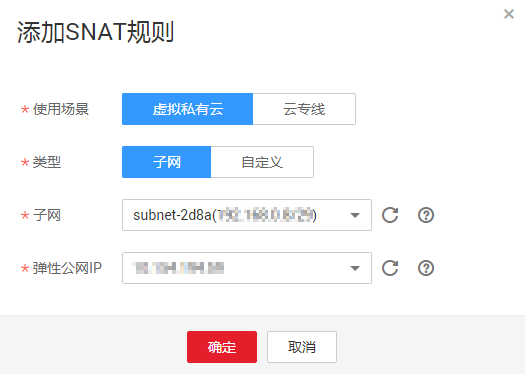 添加SNAT规则
* 使用场景 虚拟私有云 云专线
* 类型 子网 自定义
* 子网 subnet-2d8a( )
* 弹性公网IP
确定 取消